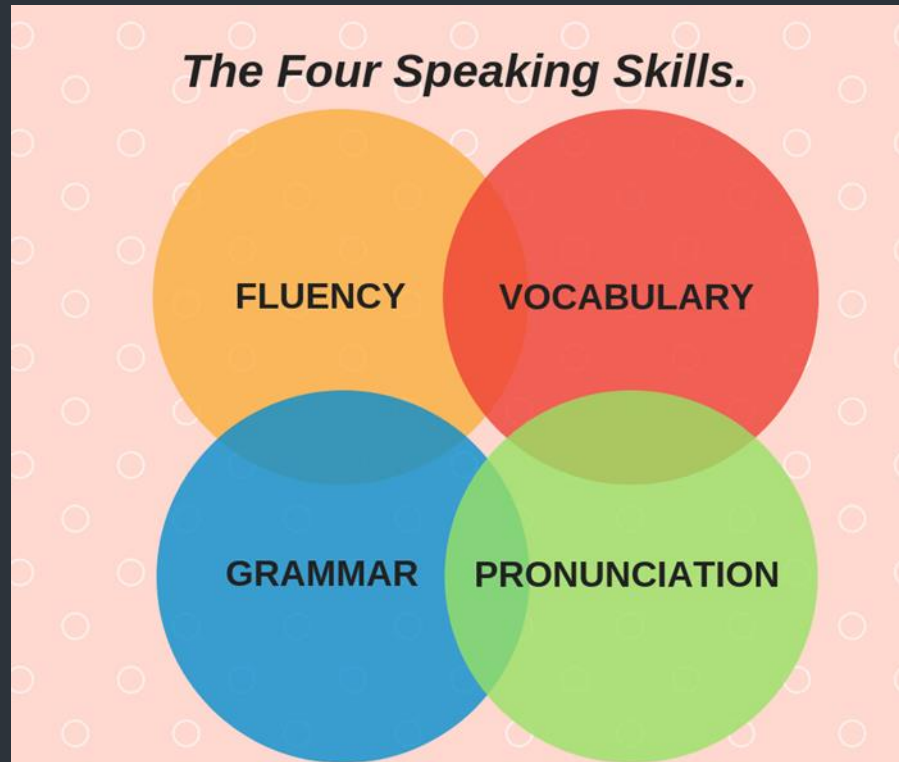 The Four Speaking Skills.
FLUENCY
VOCABULARY
GRAMMAR
PRONUNCIATION